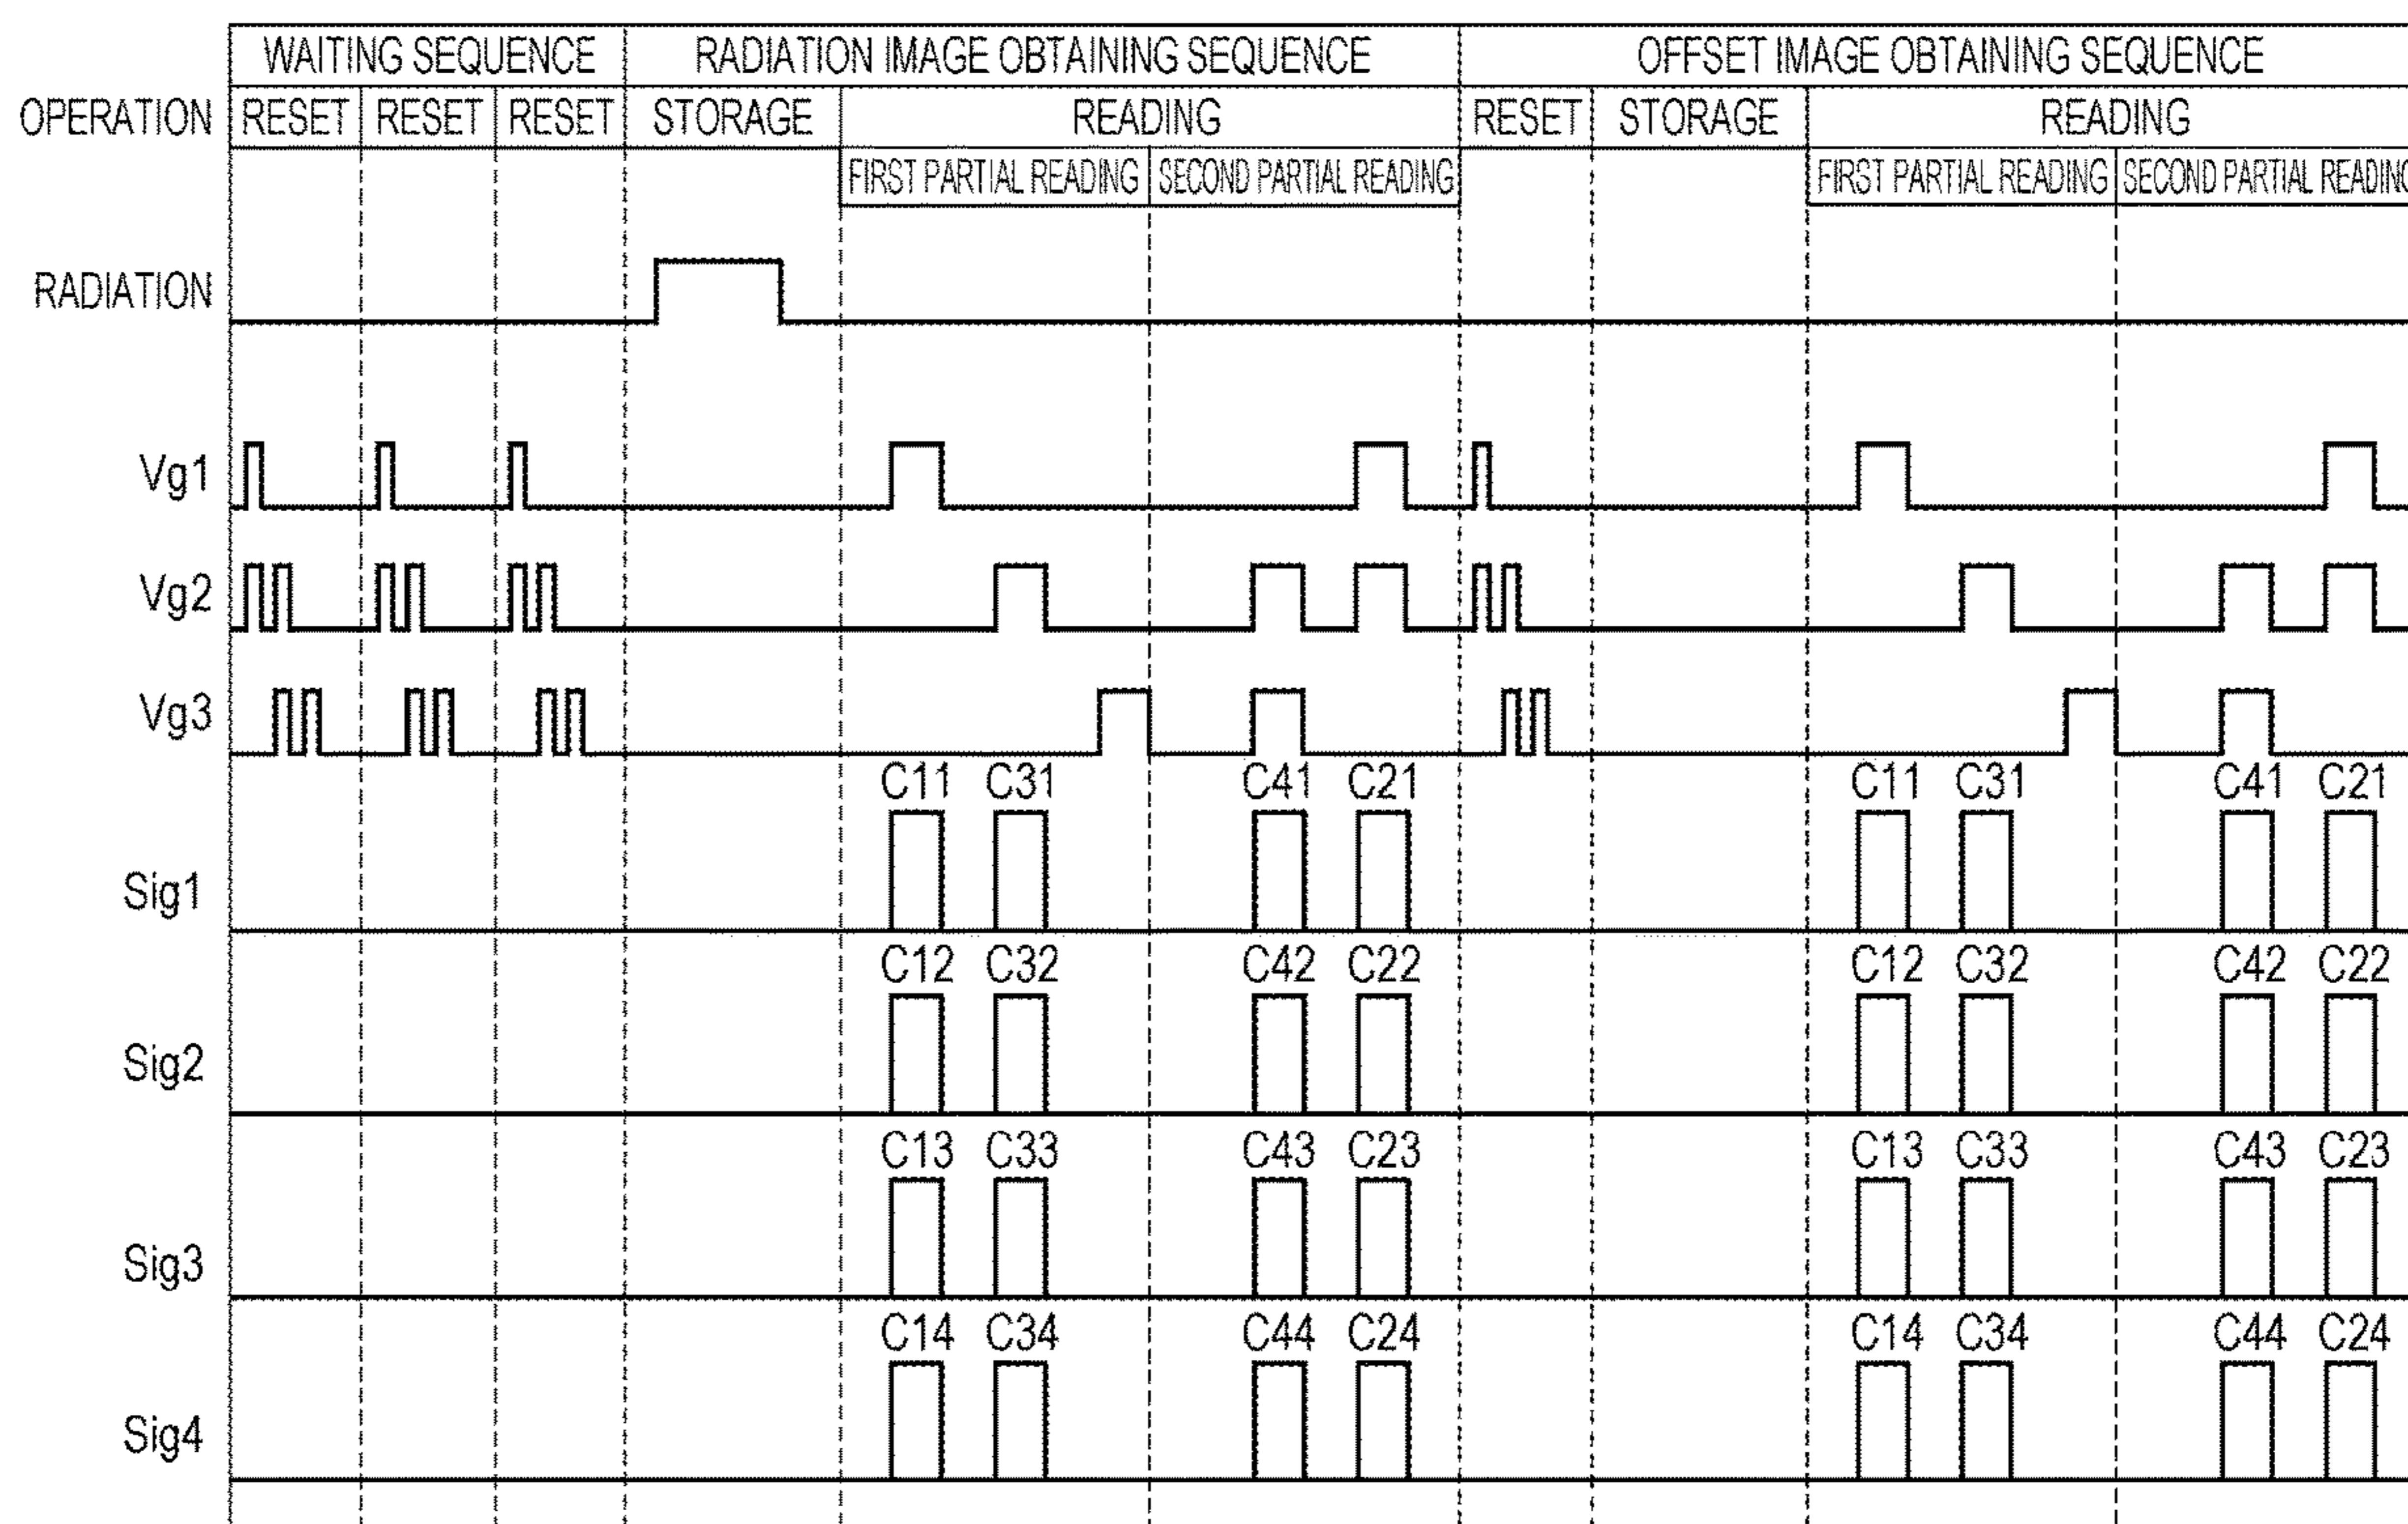 WAITING SEQUENCE RADIATION IMAGE OBTAINING SEQUENCE OFFSET IMAGE OBTAINING SEQUENCE
OPERATION RESET RESET RESET STORAGE READING RESET STORAGE READING
FIRST PARTIAL READING SECOND PARTIAL READING FIRST PARTIAL READING SECOND PARTIAL READING
RADIATION
Vg1
Vg2
Vg3
C11 C31 C41 C21 C11 C31 C41 C21
Sig1
C12 C32 C42 C22 C12 C32 C42 C22
Sig2
C13 C33 C43 C23 C13 C33 C43 C23
Sig3
C14 C34 C44 C24 C14 C34 C44 C24
Sig4